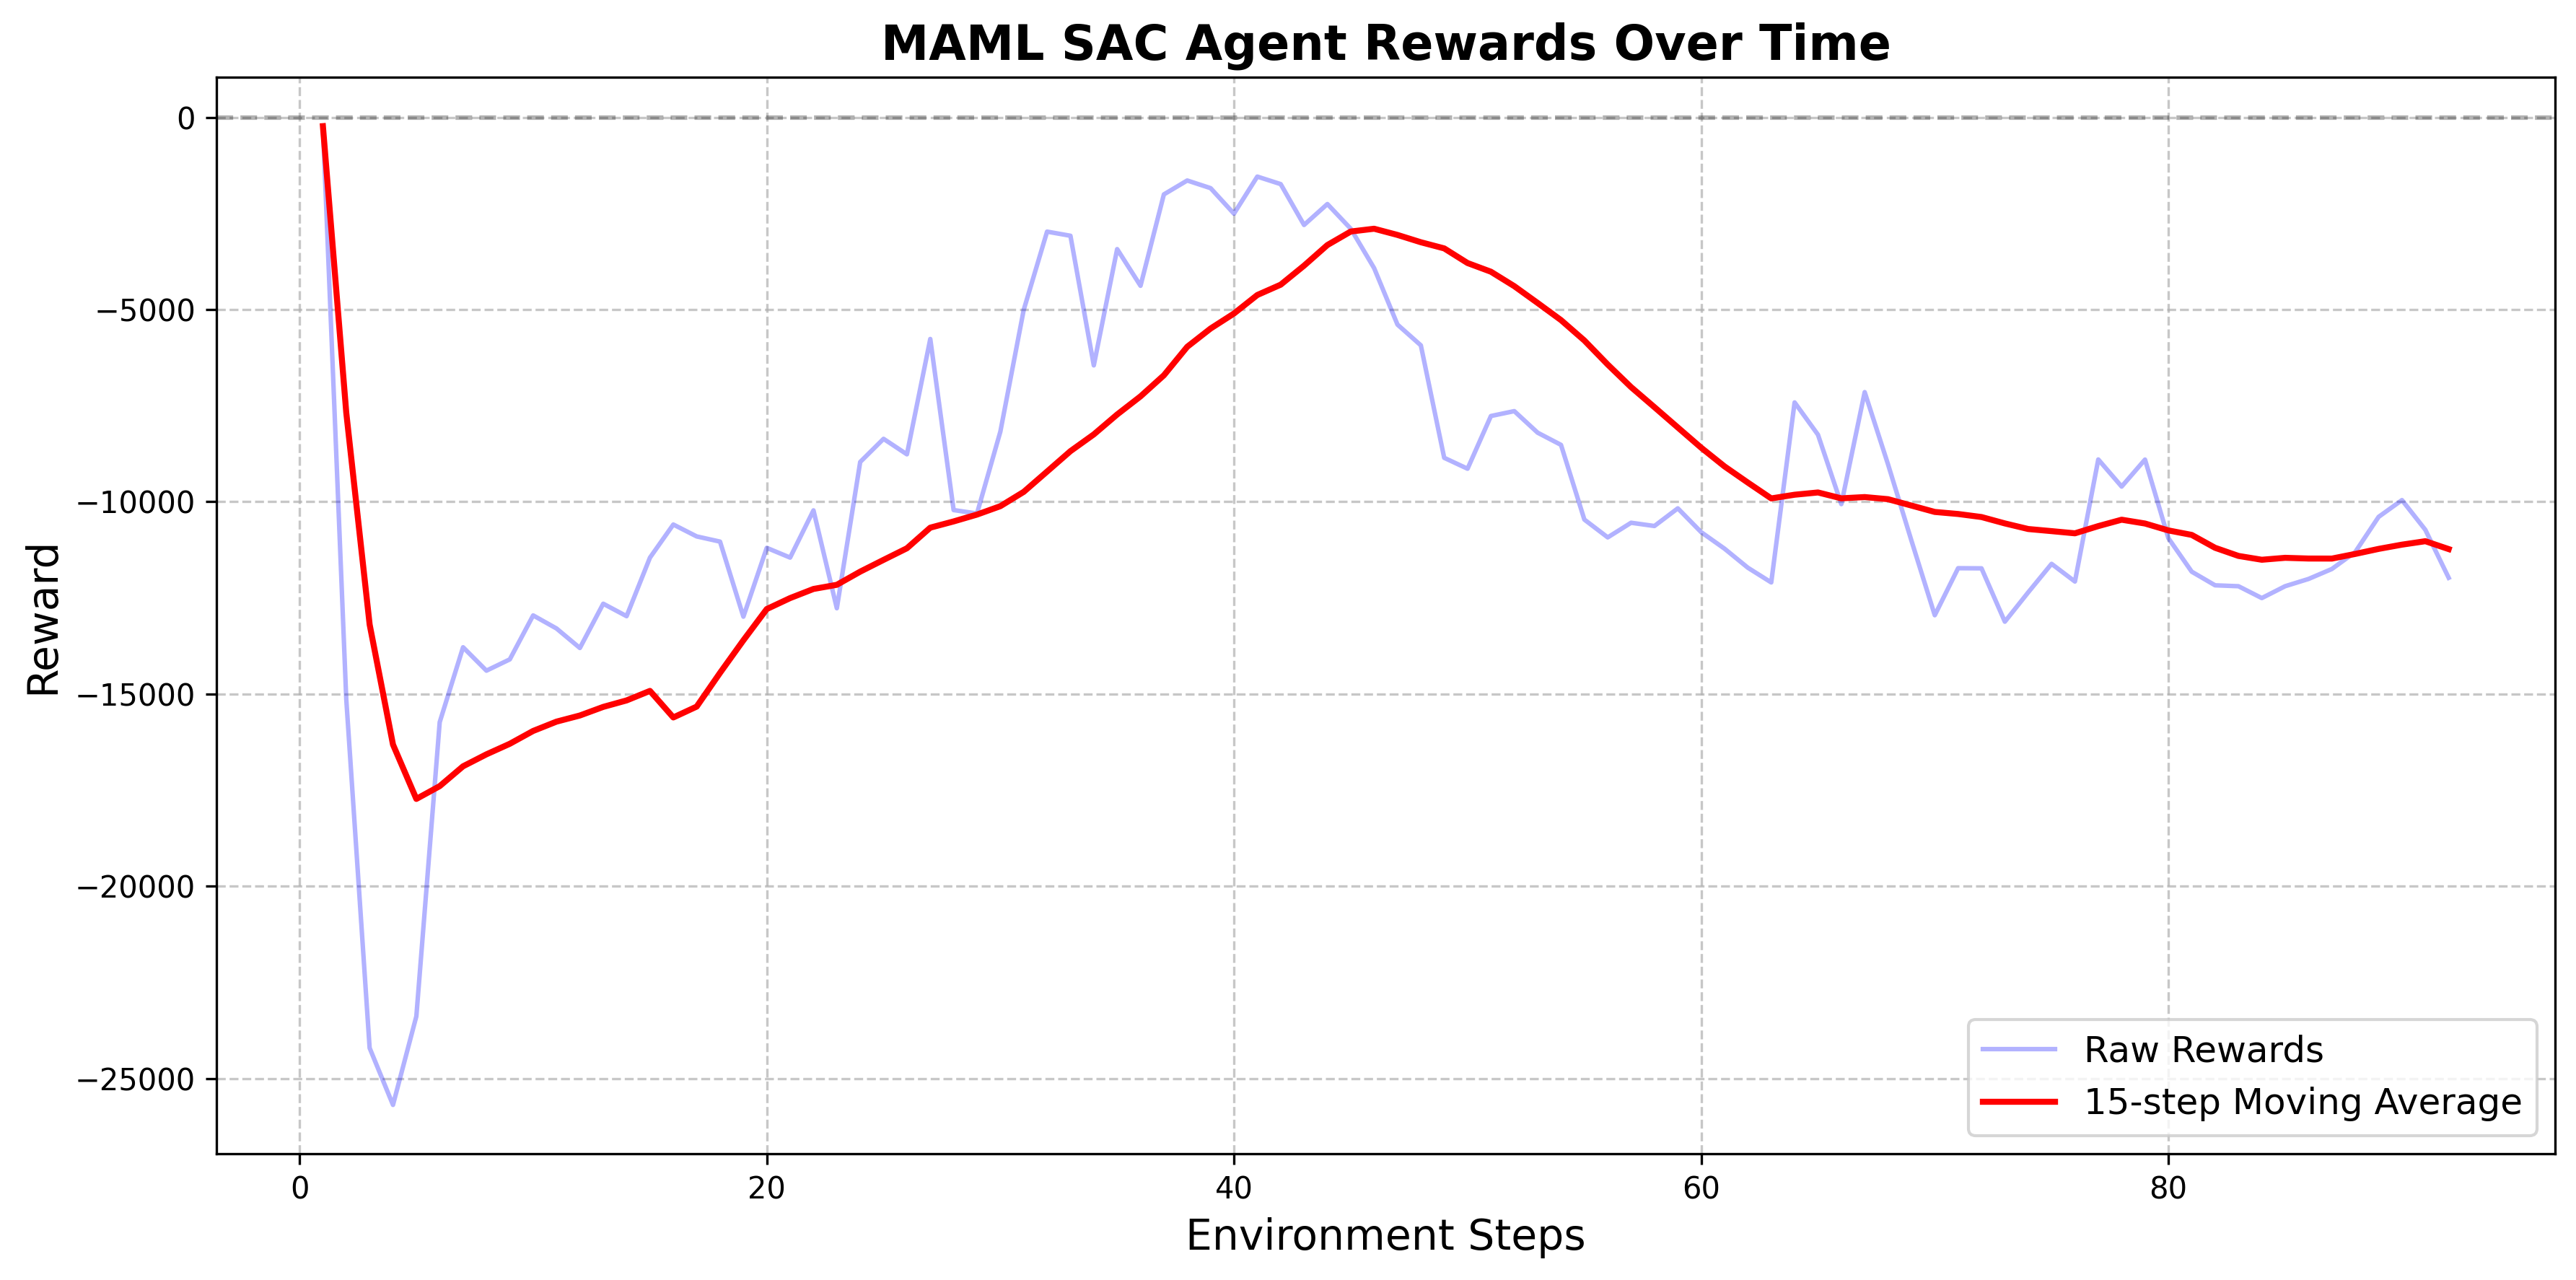 MAML SAC Agent Rewards Over Time
Reward
0
−5000
−10000
−15000
−20000
−25000
0 20 40 60 80
Environment Steps
Raw Rewards
15-step Moving Average